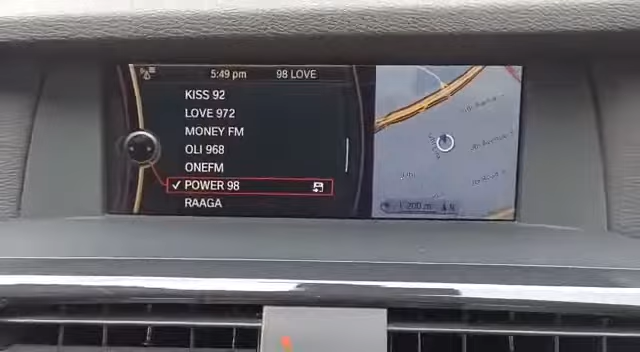 5:49 pm 98 LOVE
KISS 92
LOVE 972
MONEY FM
OLI 968
ONEFM
POWER 98
RAAGA
200 m N